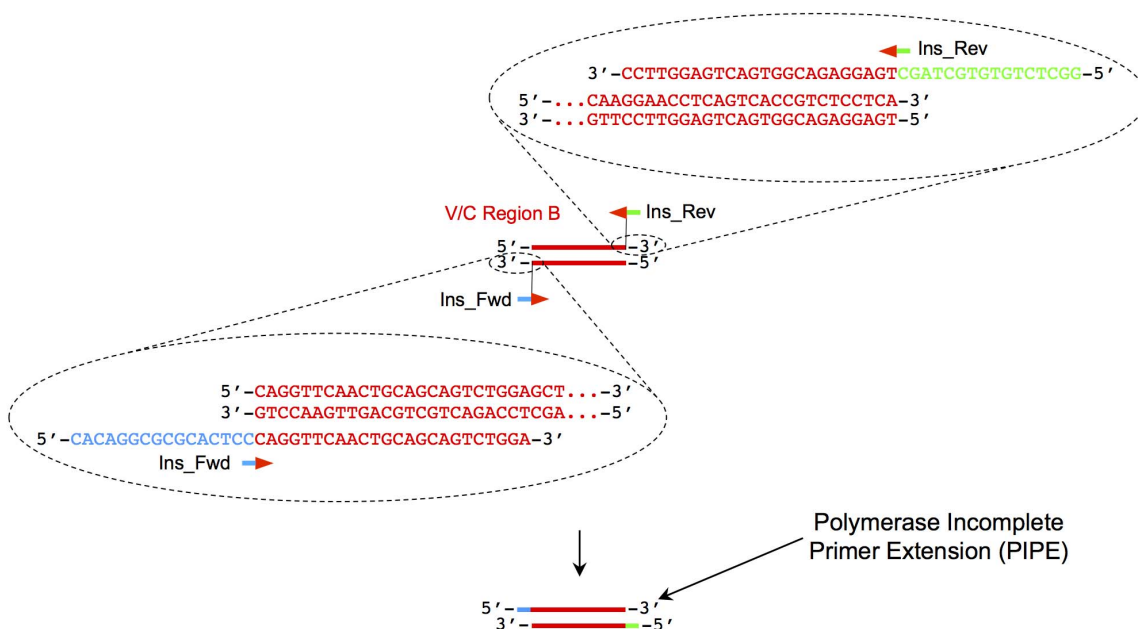 Ins_Rev
3’-CCTTGGAGTCAGTGGCAGAGGAGTCGATCGTGTGTCTCGG-5’
5’-...CAAGGAACCTCAGTCACCGTCTCCTCA-3’
3’-...GTTCCTTGGAGTCAGTGGCAGAGGAGT-5’
V/C Region B
Ins_Rev
5’- -3’
3’- -5’
Ins_Fwd
5’-CAGGTTCAACTGCAGCAGTCTGGAGCT...-3’
3’-GTCCAAGTTGACGTCGTCAGACCTCGA...-5’
5’-CACAGGCGCGCACTCCCAGGTTCAACTGCAGCAGTCTGGA-3’
Ins_Fwd
Polymerase Incomplete
Primer Extension (PIPE)
5’- -3’
3’- -5’